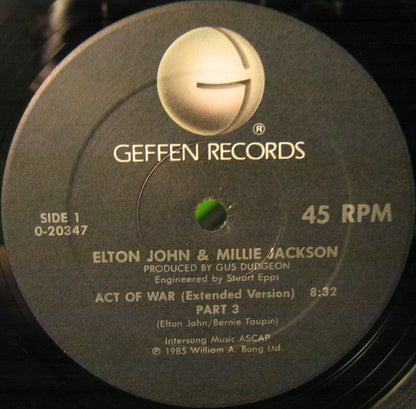 ®
GEFFEN RECORDS
SIDE 1
0-20347
45 RPM
ELTON JOHN & MILLIE JACKSON
PRODUCED BY GUS DUDGEON
Engineered by Stuart Epps
ACT OF WAR (Extended Version) 8:32
PART 3
(Elton John/Bernie Taupin)
Intersong Music ASCAP
℗ 1985 William A. Bong Ltd.